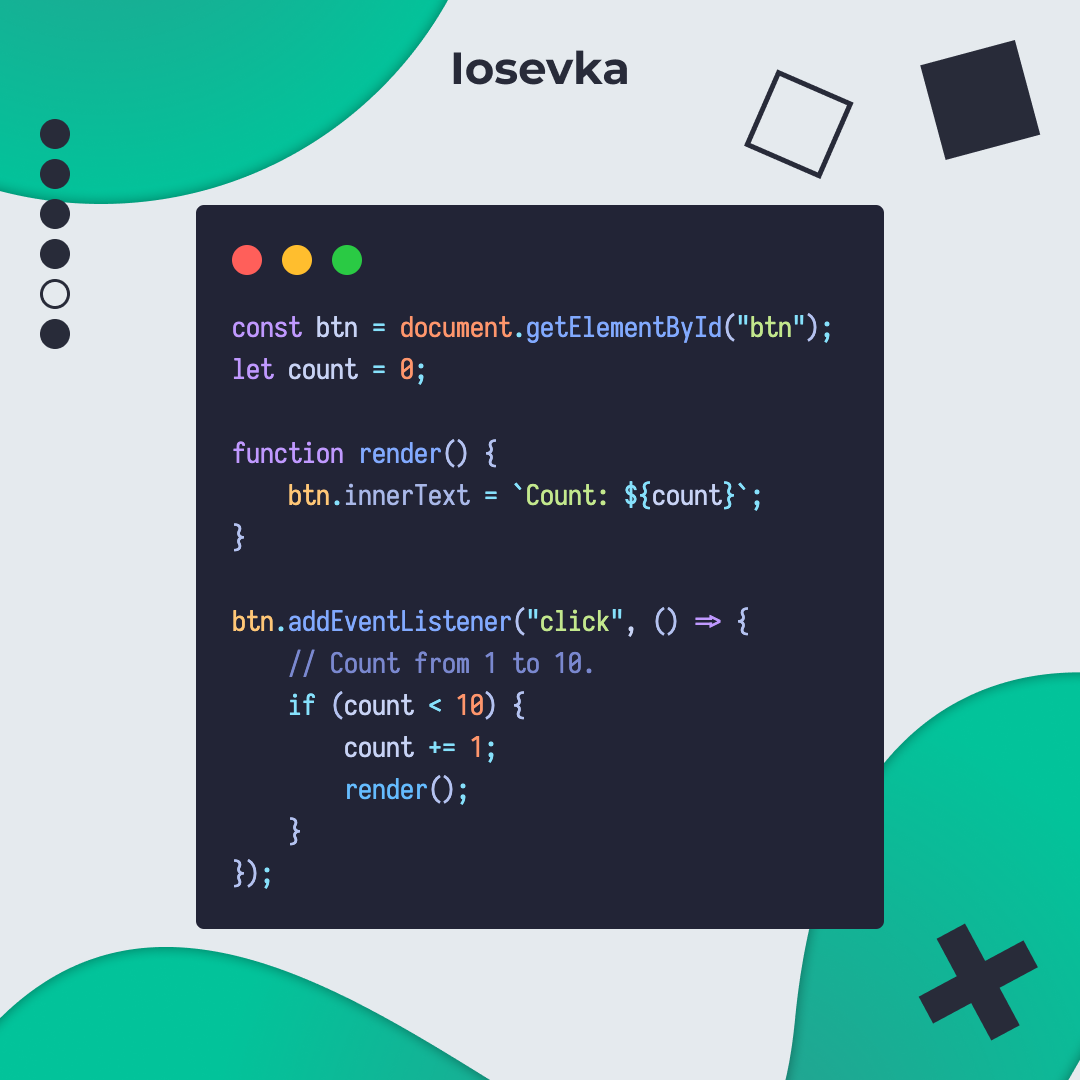 Iosevka
const btn = document.getElementById("btn");
let count = 0;
function render() {
    btn.innerText = `Count: ${count}`;
}
btn.addEventListener("click", () => {
    // Count from 1 to 10.
    if (count < 10) {
        count += 1;
        render();
    }
});